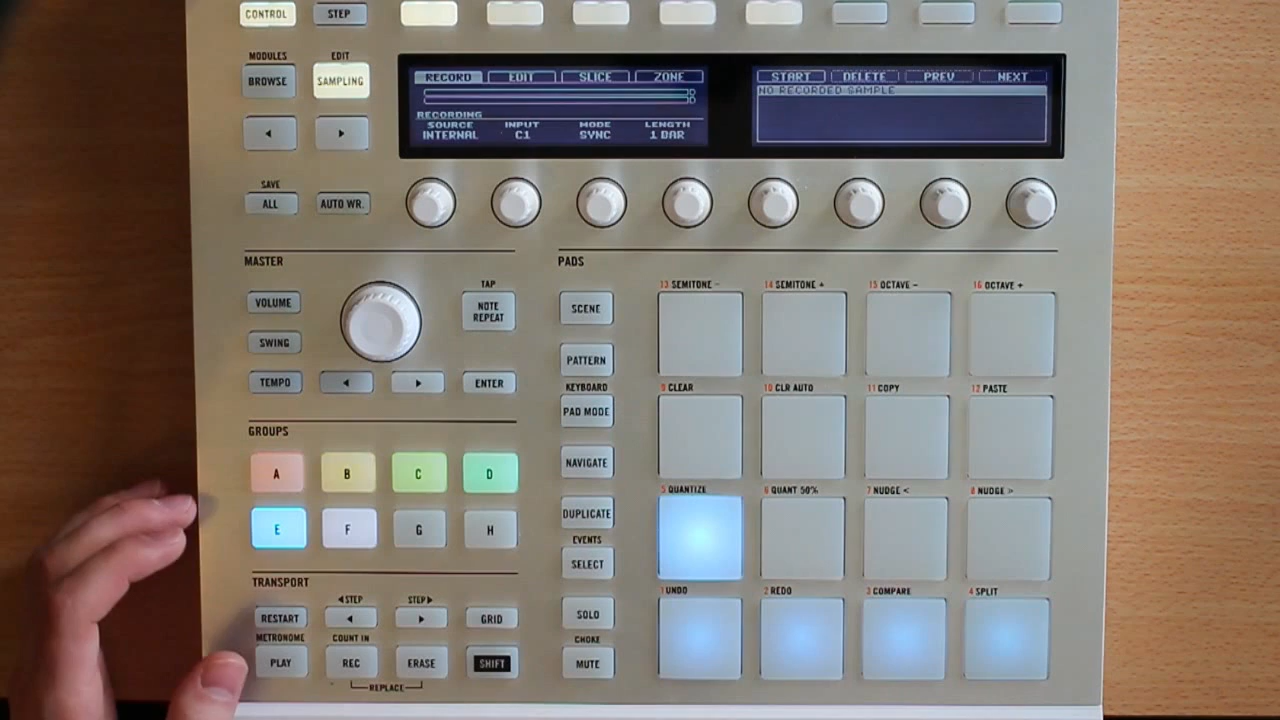 CONTROL STEP
MODULES EDIT
BROWSE SAMPLING
RECORD EDIT SLICE ZONE
RECORDING
SOURCE INPUT MODE LENGTH
INTERNAL C1 SYNC 1 BAR
START DELETE PREV NEXT
NO RECORDED SAMPLE
SAVE
ALL AUTO WR.
MASTER
VOLUME
SWING
TEMPO
TAP
NOTE
REPEAT
ENTER
GROUPS
A B C D
E F G H
TRANSPORT
◀STEP STEP▶
RESTART GRID
METRONOME COUNT IN
PLAY REC ERASE SHIFT
REPLACE
PADS
SCENE
PATTERN
KEYBOARD
PAD MODE
NAVIGATE
DUPLICATE
EVENTS
SELECT
SOLO
CHOKE
MUTE
13 SEMITONE - 14 SEMITONE + 15 OCTAVE - 16 OCTAVE +
9 CLEAR 10 CLR AUTO 11 COPY 12 PASTE
5 QUANTIZE 6 QUANT 50% 7 NUDGE < 8 NUDGE >
1 UNDO 2 REDO 3 COMPARE 4 SPLIT